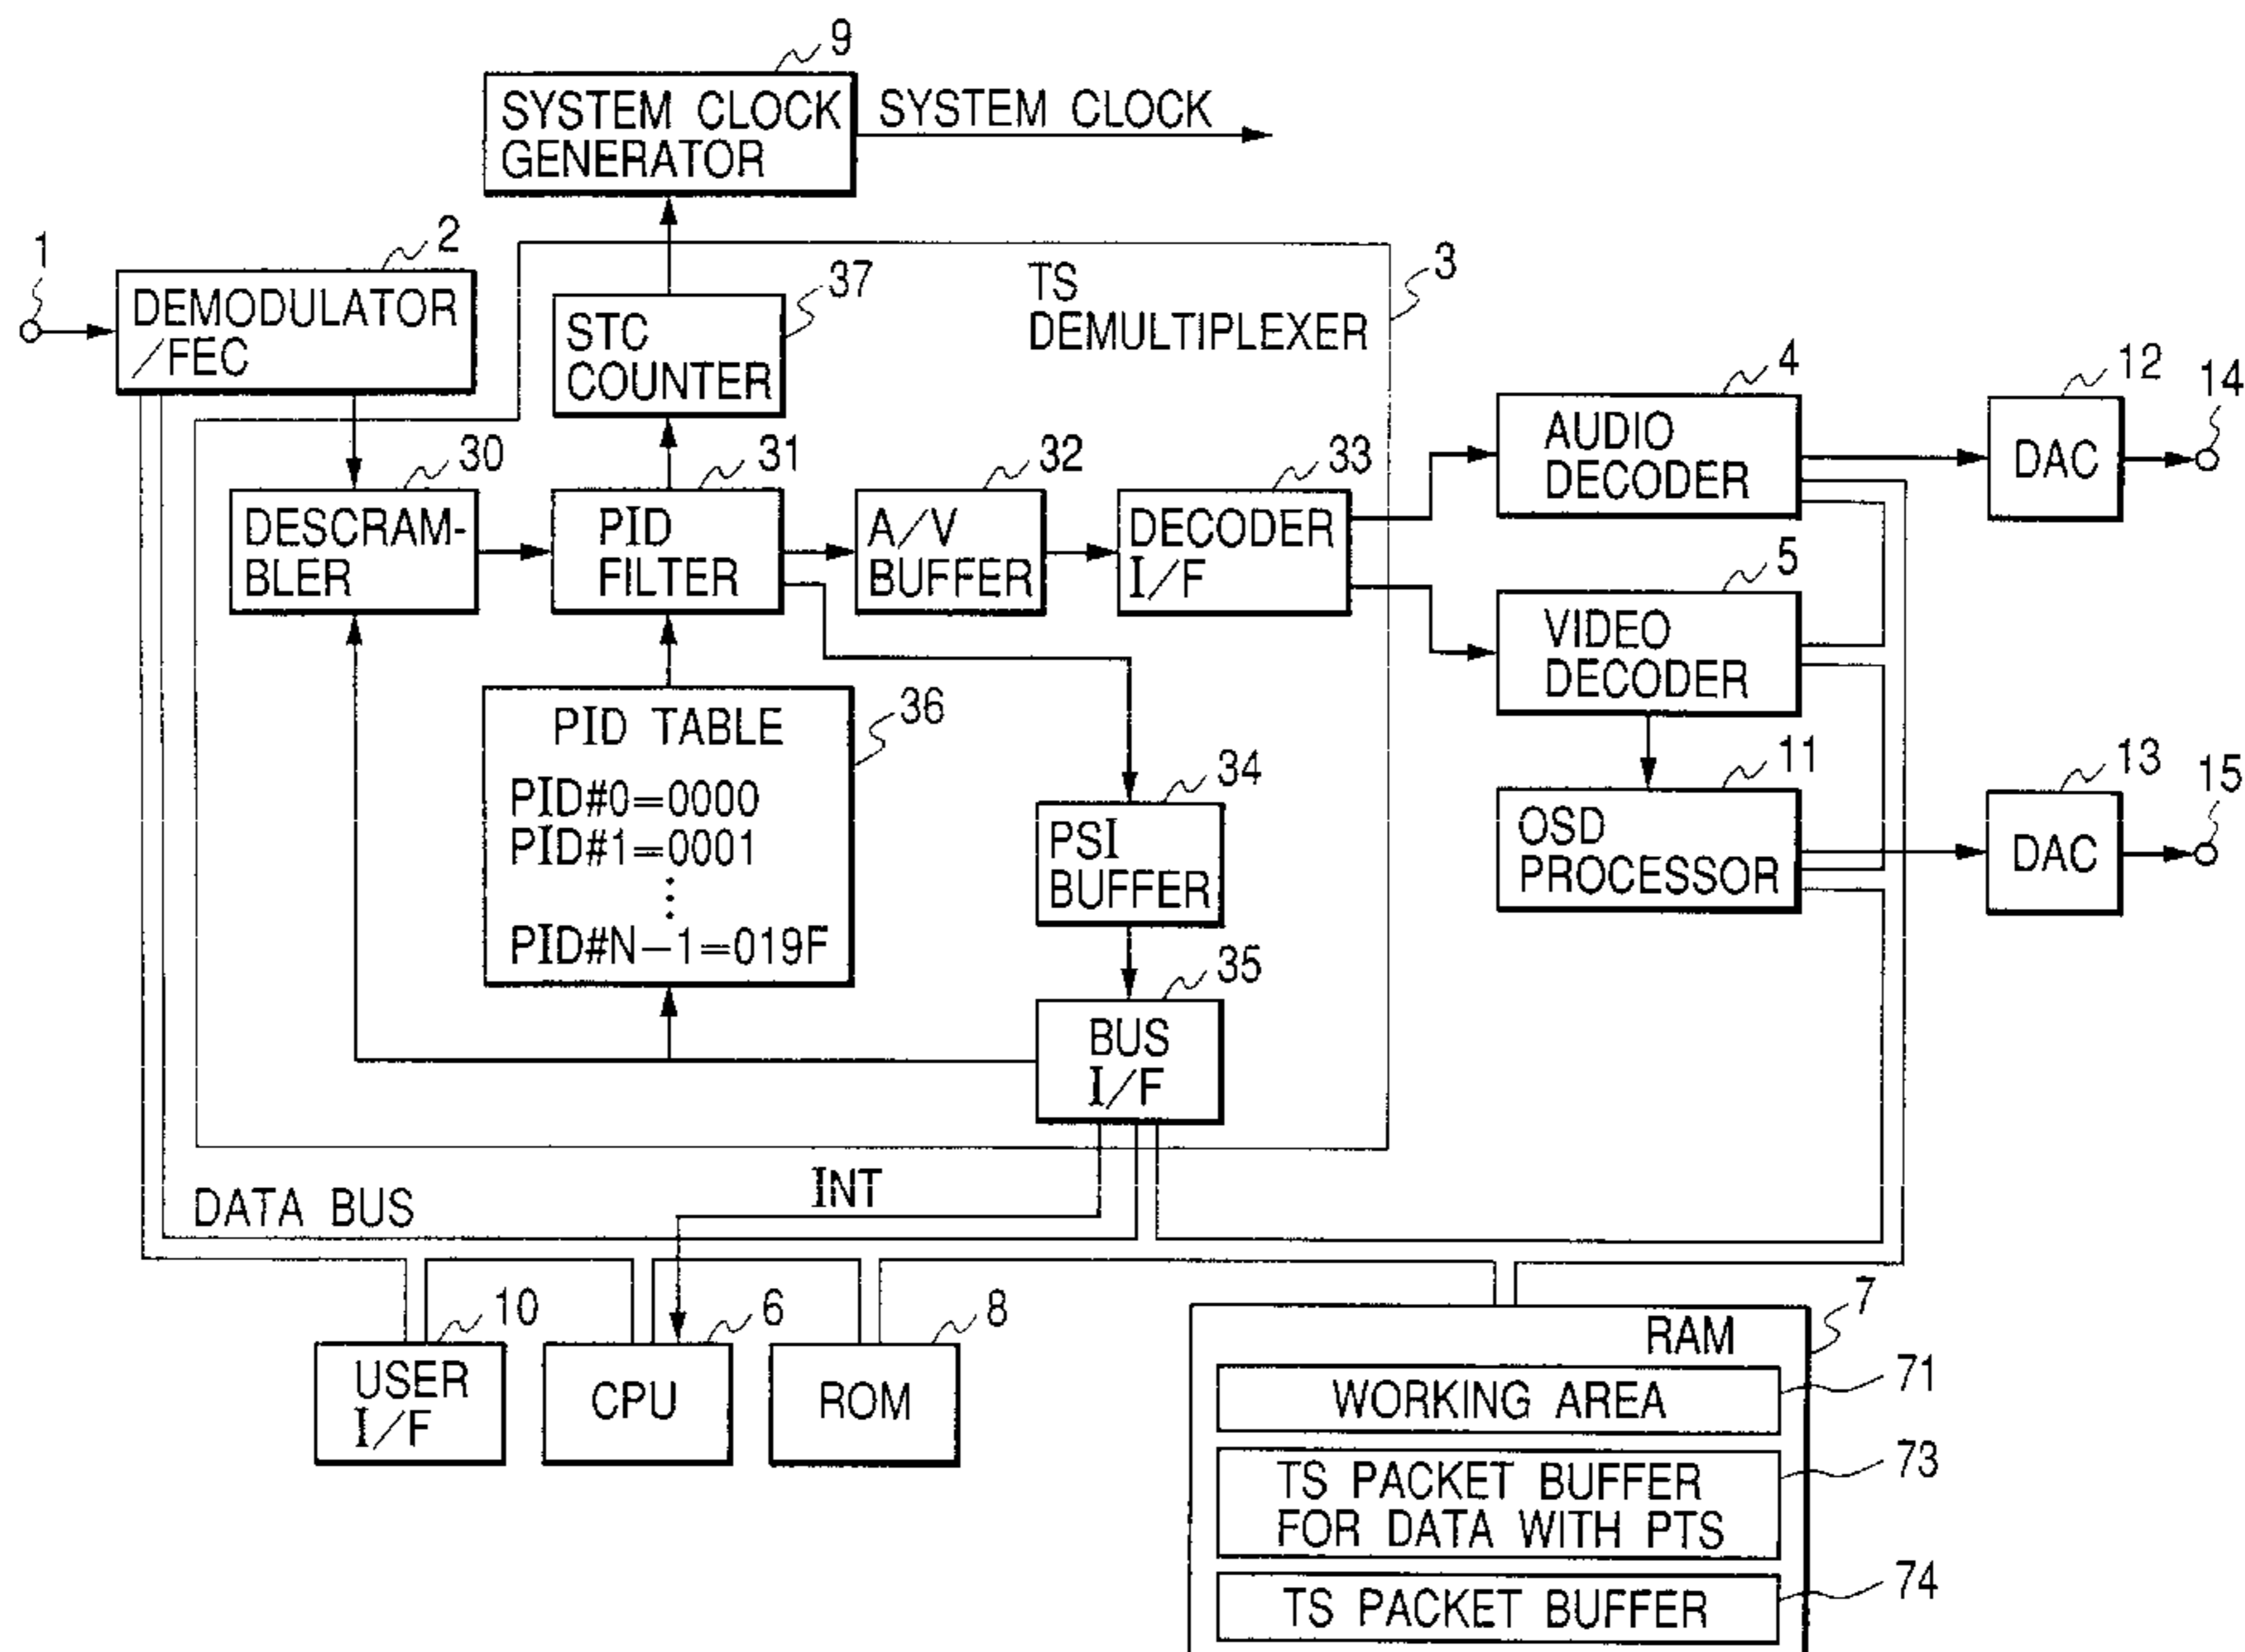 9
SYSTEM CLOCK
GENERATOR
SYSTEM CLOCK
1
2
DEMODULATOR
/FEC
37
STC
COUNTER
TS
DEMULTIPLEXER
3
30
DESCRAM-
BLER
31
PID
FILTER
32
A/V
BUFFER
33
DECODER
I/F
4
AUDIO
DECODER
12
DAC
14
5
VIDEO
DECODER
36
PID TABLE
PID#0=0000
PID#1=0001
PID#N-1=019F
34
PSI
BUFFER
11
OSD
PROCESSOR
13
DAC
15
35
BUS
I/F
INT
DATA BUS
10
USER
I/F
6
CPU
8
ROM
7
RAM
71
WORKING AREA
73
TS PACKET BUFFER
FOR DATA WITH PTS
74
TS PACKET BUFFER